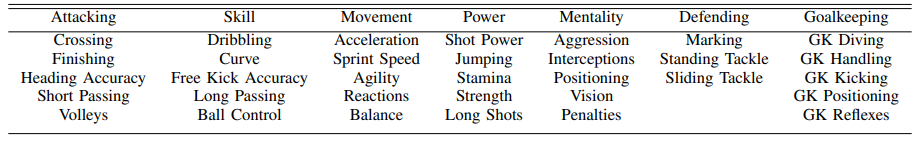 Attacking Skill Movement Power Mentality Defending Goalkeeping
Crossing Dribbling Acceleration Shot Power Aggression Marking GK Diving
Finishing Curve Sprint Speed Jumping Interceptions Standing Tackle GK Handling
Heading Accuracy Free Kick Accuracy Agility Stamina Positioning Sliding Tackle GK Kicking
Short Passing Long Passing Reactions Strength Vision GK Positioning
Volleys Ball Control Balance Long Shots Penalties GK Reflexes